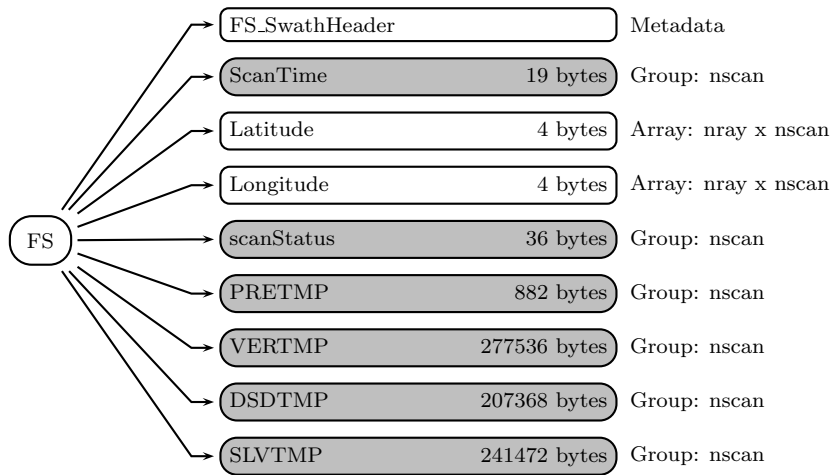 FS_SwathHeader Metadata
ScanTime 19 bytes Group: nscan
Latitude 4 bytes Array: nray x nscan
Longitude 4 bytes Array: nray x nscan
FS scanStatus 36 bytes Group: nscan
PRETMP 882 bytes Group: nscan
VERTMP 277536 bytes Group: nscan
DSDTMP 207368 bytes Group: nscan
SLVTMP 241472 bytes Group: nscan